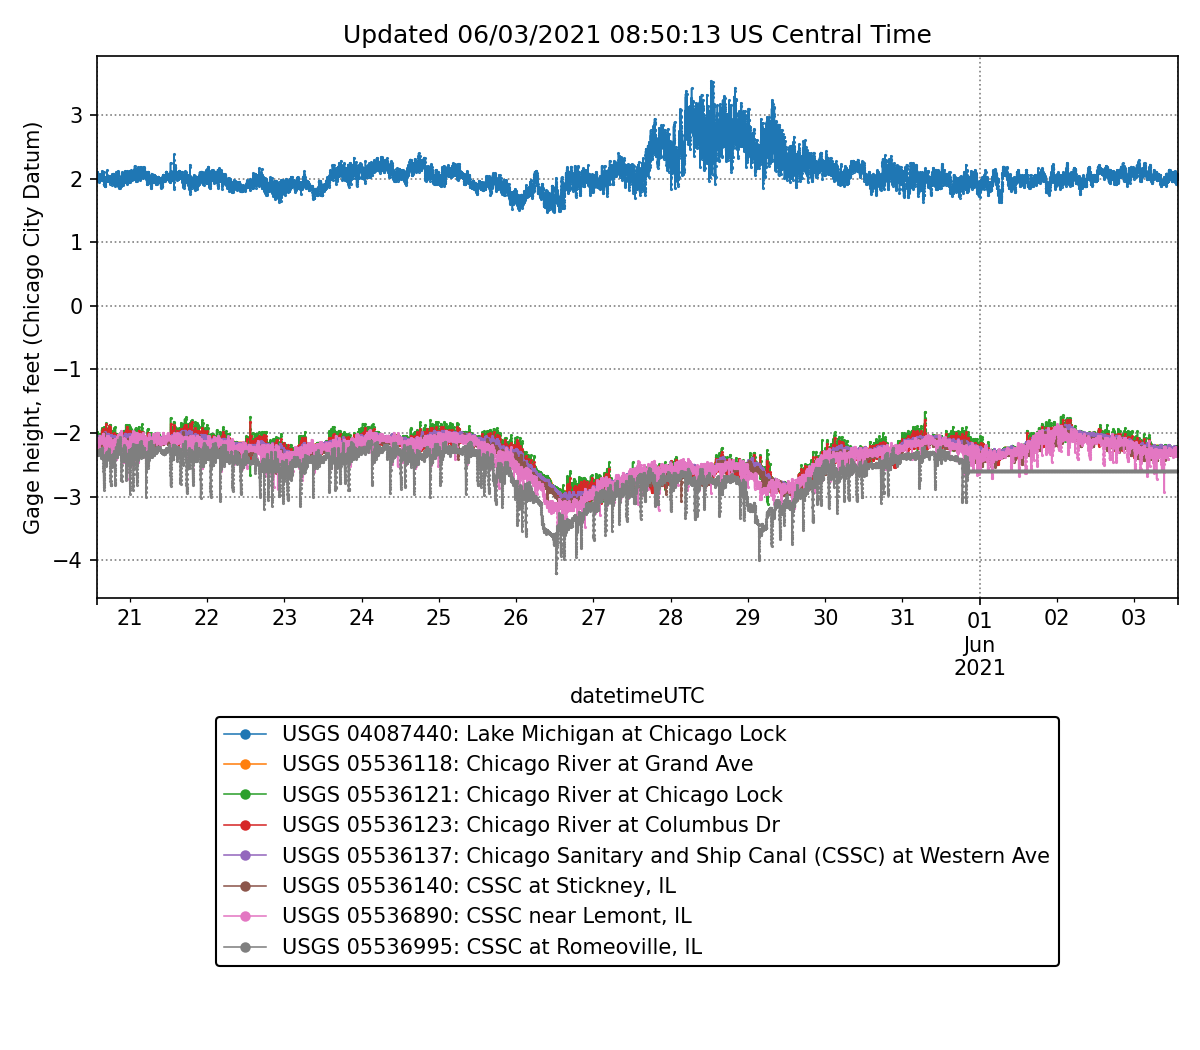 Updated 06/03/2021 08:50:13 US Central Time
Gage height, feet (Chicago City Datum)
3
2
1
0
−1
−2
−3
−4
21 22 23 24 25 26 27 28 29 30 31 01 02 03
Jun
2021
datetimeUTC
USGS 04087440: Lake Michigan at Chicago Lock
USGS 05536118: Chicago River at Grand Ave
USGS 05536121: Chicago River at Chicago Lock
USGS 05536123: Chicago River at Columbus Dr
USGS 05536137: Chicago Sanitary and Ship Canal (CSSC) at Western Ave
USGS 05536140: CSSC at Stickney, IL
USGS 05536890: CSSC near Lemont, IL
USGS 05536995: CSSC at Romeoville, IL